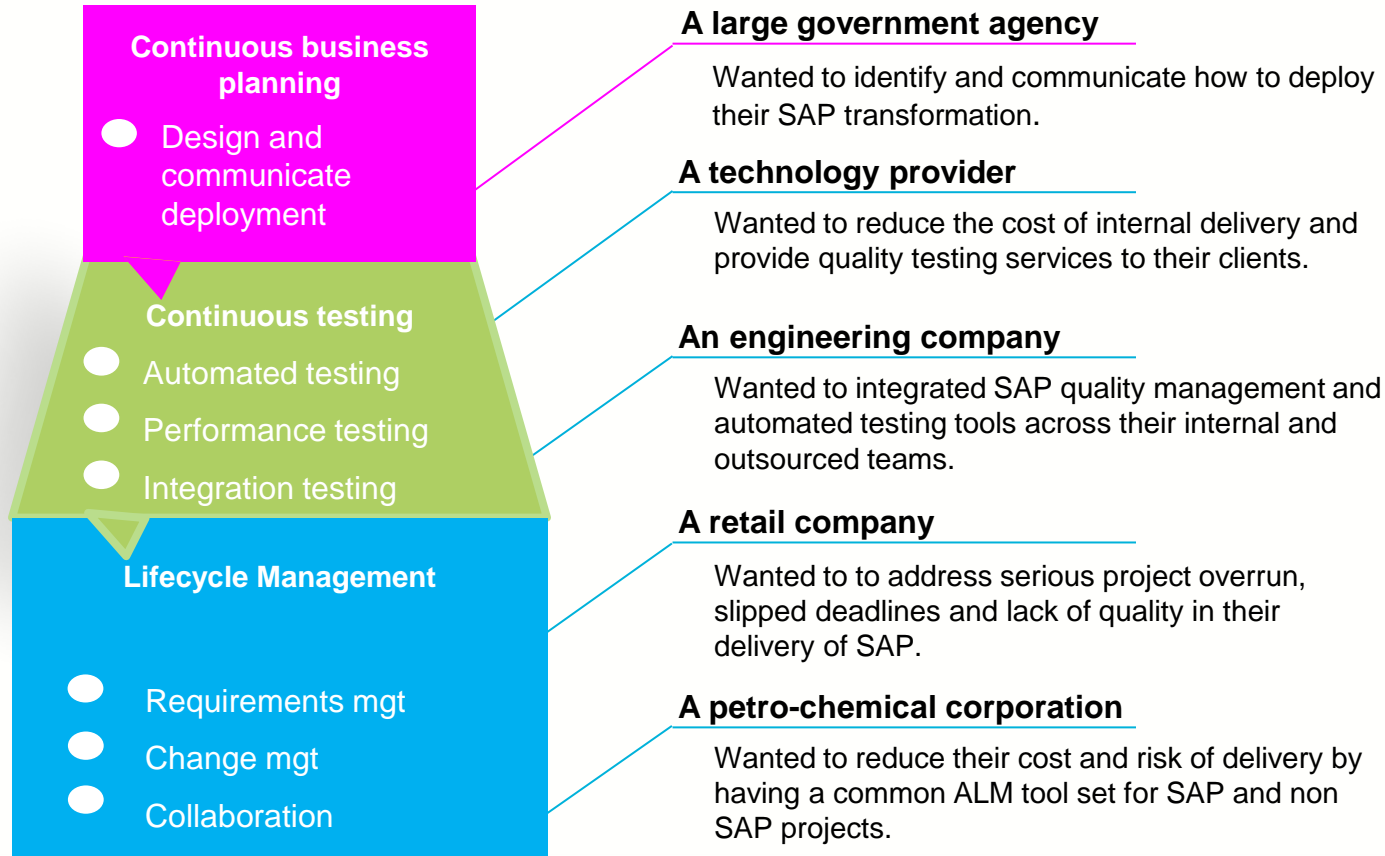 Continuous business
planning
Design and
communicate
deployment
Continuous testing
Automated testing
Performance testing
Integration testing
Lifecycle Management
Requirements mgt
Change mgt
Collaboration
A large government agency
Wanted to identify and communicate how to deploy
their SAP transformation.
A technology provider
Wanted to reduce the cost of internal delivery and
provide quality testing services to their clients.
An engineering company
Wanted to integrated SAP quality management and
automated testing tools across their internal and
outsourced teams.
A retail company
Wanted to to address serious project overrun,
slipped deadlines and lack of quality in their
delivery of SAP.
A petro-chemical corporation
Wanted to reduce their cost and risk of delivery by
having a common ALM tool set for SAP and non
SAP projects.